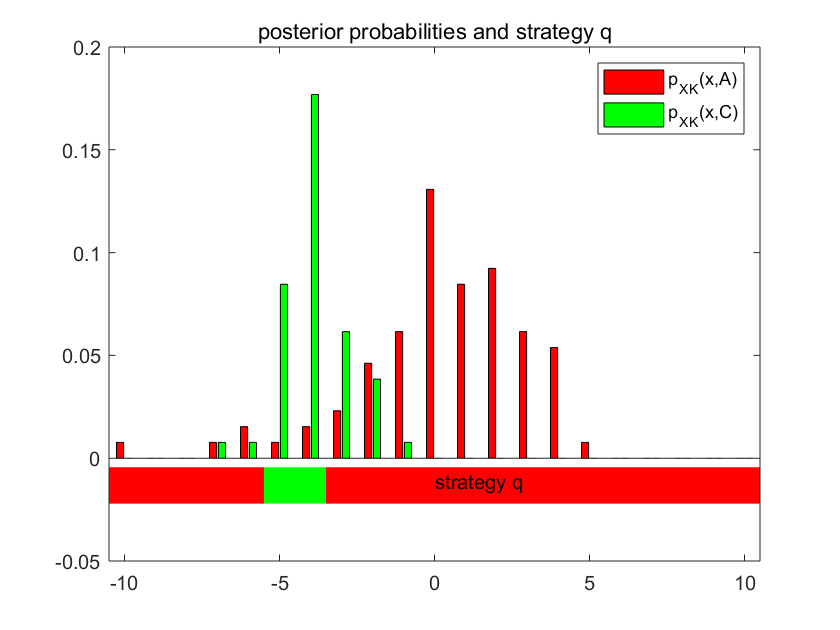 posterior probabilities and strategy q
0.2
p_XK(x,A)
p_XK(x,C)
0.15
0.1
0.05
0
strategy q
-0.05
-10 -5 0 5 10